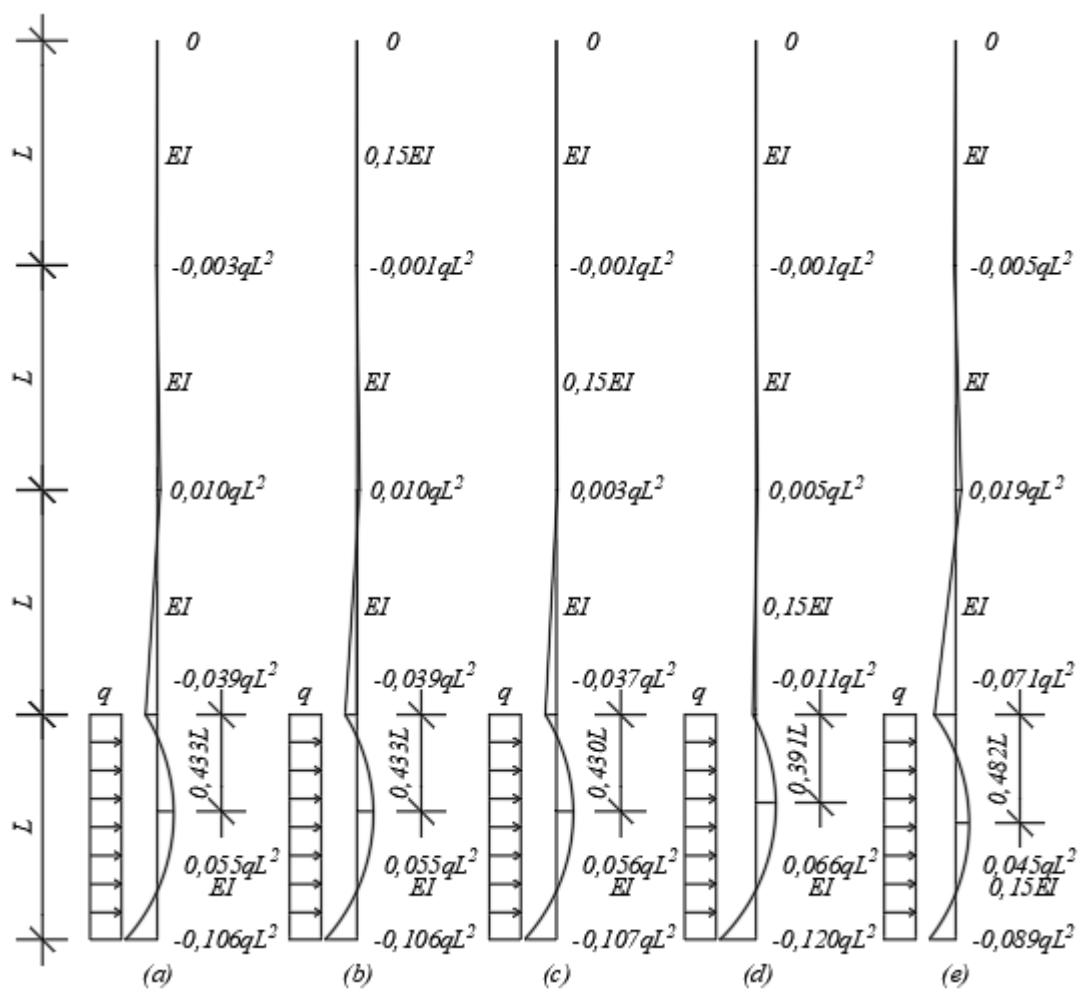 0 0 0 0 0
L EI 0,15EI EI EI EI
-0,003qL² -0,001qL² -0,001qL² -0,001qL² -0,005qL²
L EI EI 0,15EI EI EI
0,010qL² 0,010qL² 0,003qL² 0,005qL² 0,019qL²
L EI EI EI 0,15EI EI
-0,039qL² -0,039qL² -0,037qL² -0,011qL² -0,071qL²
q q q q q
0,433L 0,433L 0,430L 0,391L 0,482L
L
0,055qL² 0,055qL² 0,056qL² 0,066qL² 0,045qL²
EI EI EI EI 0,15EI
-0,106qL² -0,106qL² -0,107qL² -0,120qL² -0,089qL²
(a) (b) (c) (d) (e)